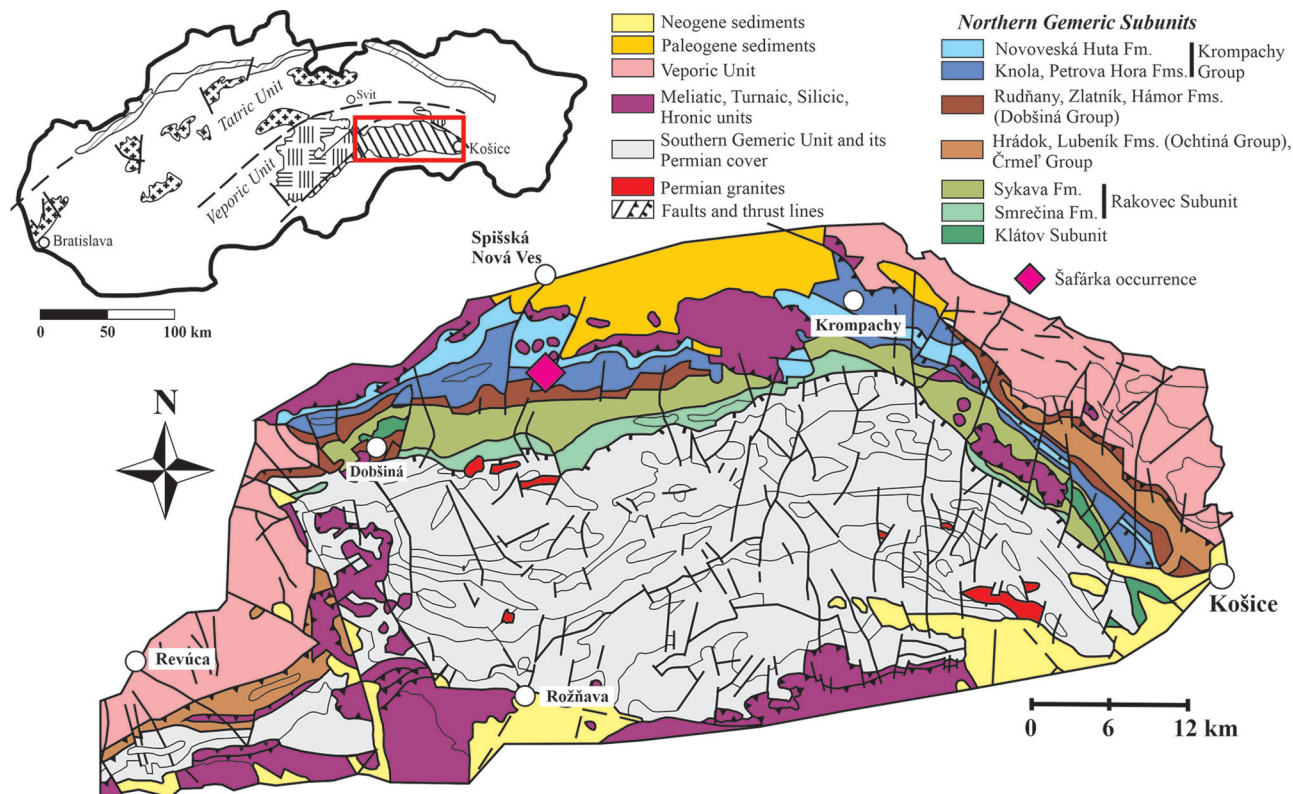 Tatric Unit
Svit
Košice
Veporic Unit
Bratislava
0 50 100 km
Neogene sediments
Paleogene sediments
Veporic Unit
Meliatic, Turnaic, Silicic,
Hronic units
Southern Gemeric Unit and its
Permian cover
Permian granites
Faults and thrust lines
Northern Gemeric Subunits
Novoveská Huta Fm.
Knola, Petrova Hora Fms.
Krompachy
Group
Rudňany, Zlatník, Hámor Fms.
(Dobšiná Group)
Hrádok, Lubeník Fms. (Ochtiná Group),
Črmeľ Group
Sykava Fm.
Smrečina Fm.
Rakovec Subunit
Klátov Subunit
Šafárka occurrence
Spišská
Nová Ves
Krompachy
N
Dobšiná
Košice
Revúca
Rožňava
0 6 12 km